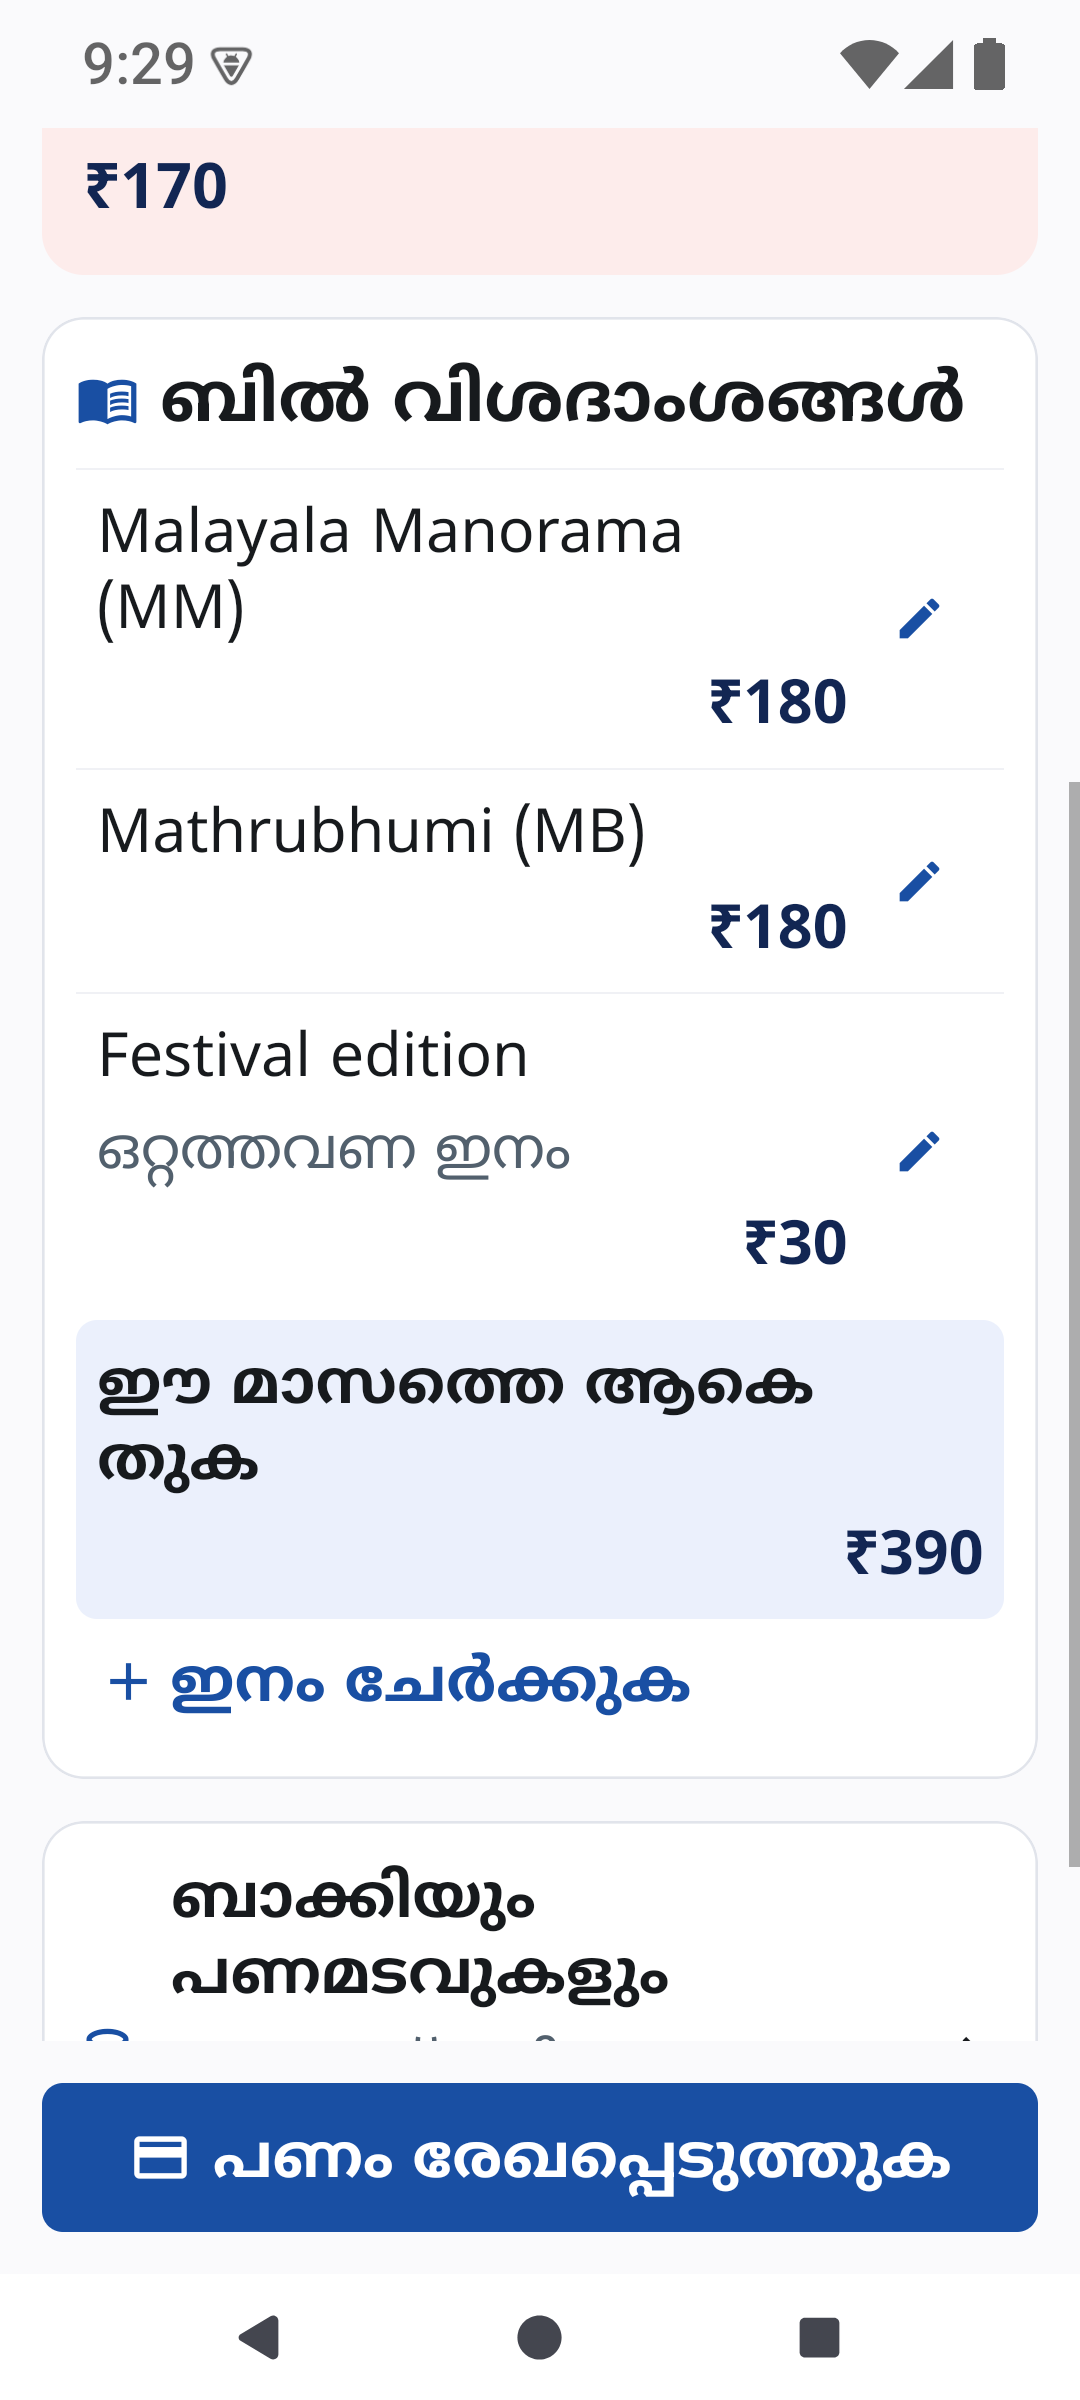 9:29
₹170
ബിൽ വിശദാംശങ്ങൾ
Malayala Manorama
(MM)
₹180
Mathrubhumi (MB)
₹180
Festival edition
ഒറ്റത്തവണ ഇനം
₹30
ഈ മാസത്തെ ആകെ
തുക
₹390
+ ഇനം ചേർക്കുക
ബാക്കിയും
പണമടവുകളും
പണം രേഖപ്പെടുത്തുക